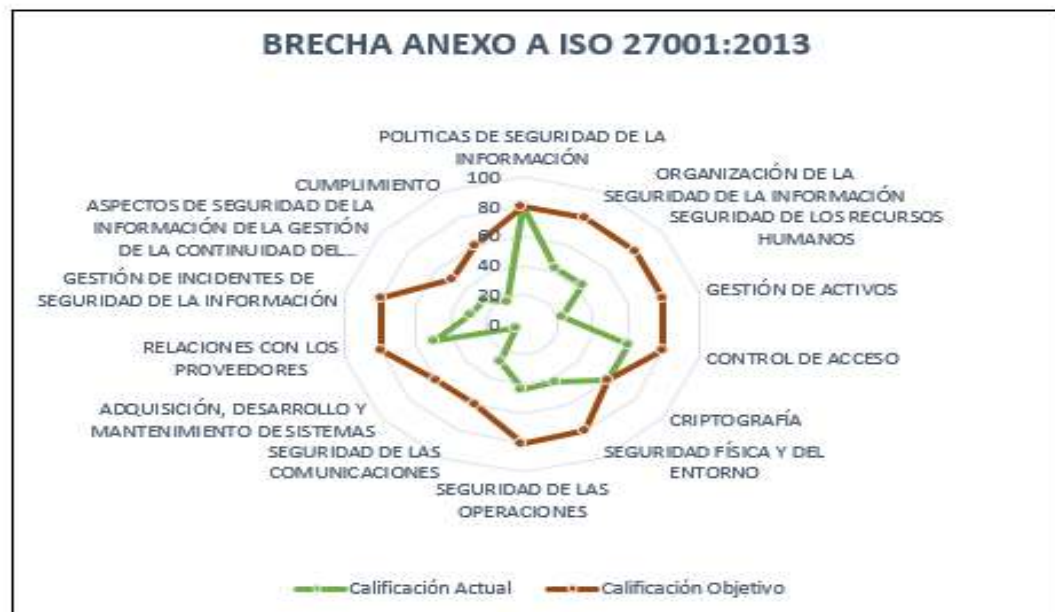 BRECHA ANEXO A ISO 27001:2013
POLITICAS DE SEGURIDAD DE LA
INFORMACIÓN
ORGANIZACIÓN DE LA
SEGURIDAD DE LA INFORMACIÓN
SEGURIDAD DE LOS RECURSOS
HUMANOS
GESTIÓN DE ACTIVOS
CONTROL DE ACCESO
CRIPTOGRAFÍA
SEGURIDAD FÍSICA Y DEL
ENTORNO
SEGURIDAD DE LAS
OPERACIONES
SEGURIDAD DE LAS
COMUNICACIONES
ADQUISICIÓN, DESARROLLO Y
MANTENIMIENTO DE SISTEMAS
RELACIONES CON LOS
PROVEEDORES
GESTIÓN DE INCIDENTES DE
SEGURIDAD DE LA INFORMACIÓN
ASPECTOS DE SEGURIDAD DE LA
INFORMACIÓN DE LA GESTIÓN
DE LA CONTINUIDAD DEL...
CUMPLIMIENTO
100
80
60
40
20
0
Calificación Actual
Calificación Objetivo